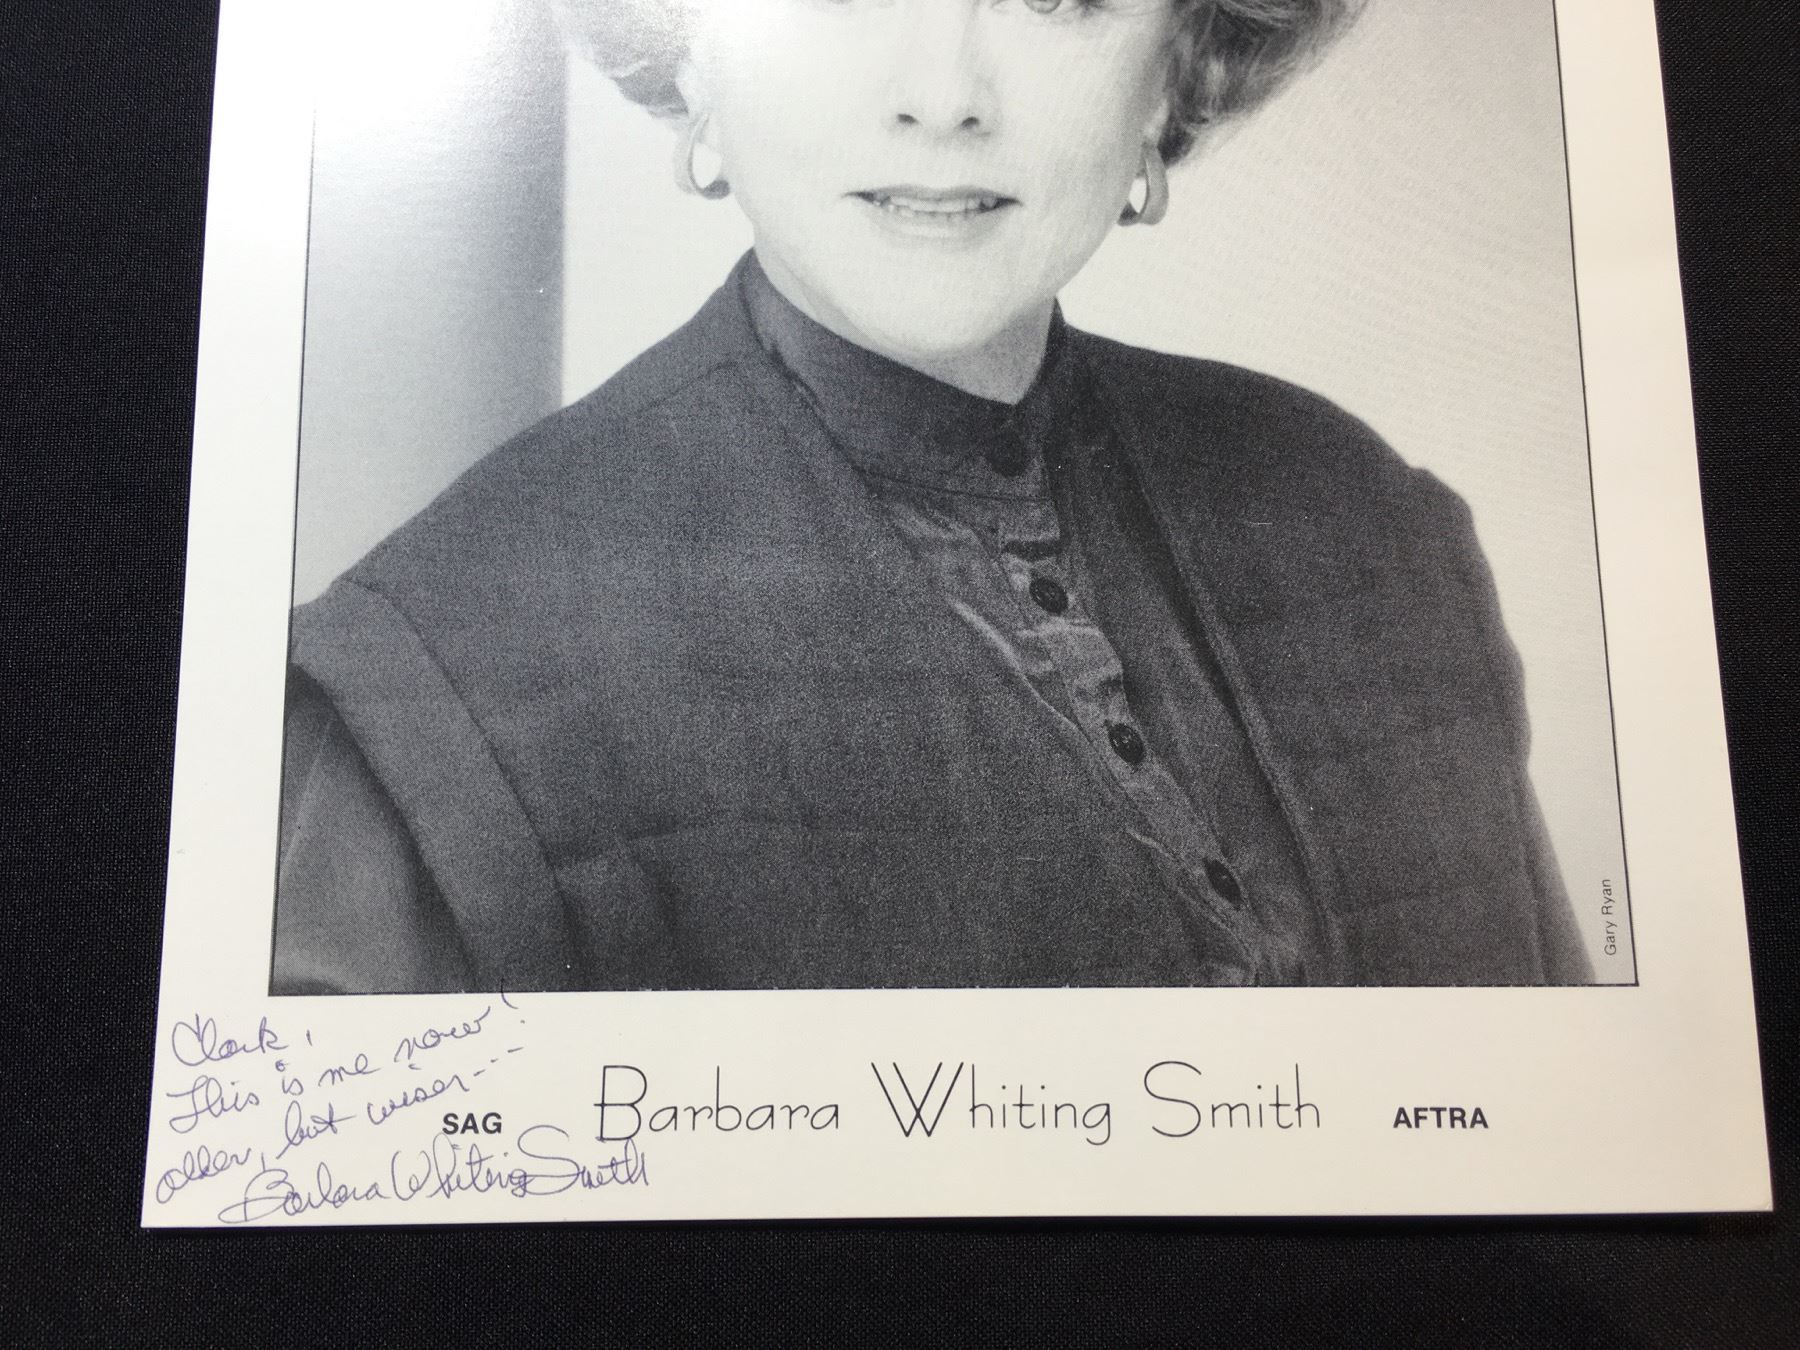 Gary Ryan
Clark,
This is me now!
older, but wiser---
Barbara Whiting Smith
SAG Barbara Whiting Smith AFTRA